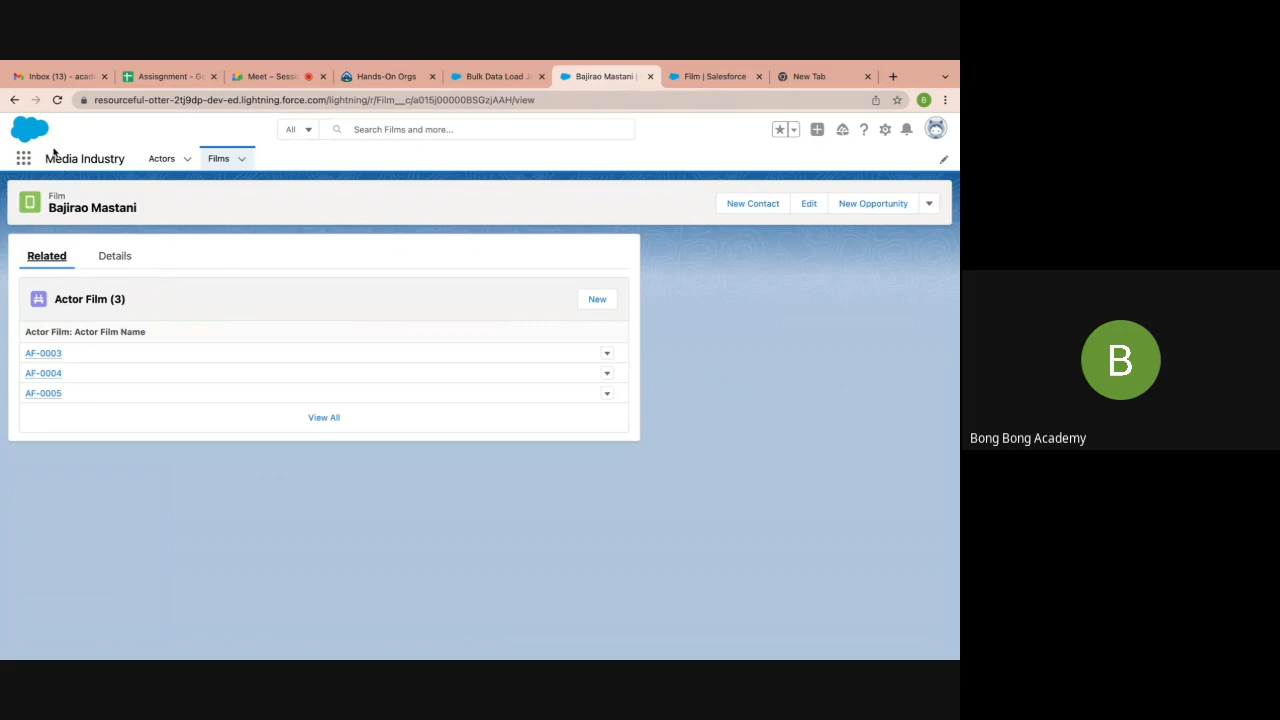 Inbox (13) - acad
Assisgnment - G
Meet – Sessi
Hands-On Orgs
Bulk Data Load J
Bajirao Mastani |
Film | Salesforce
New Tab
resourceful-otter-2tj9dp-dev-ed.lightning.force.com/lightning/r/Film__c/a015j00000BSGzjAAH/view
B
All
Search Films and more...
Media Industry
Actors
Films
Film
Bajirao Mastani
New Contact
Edit
New Opportunity
Related
Details
Actor Film (3)
New
Actor Film: Actor Film Name
AF-0003
AF-0004
AF-0005
View All
B
Bong Bong Academy